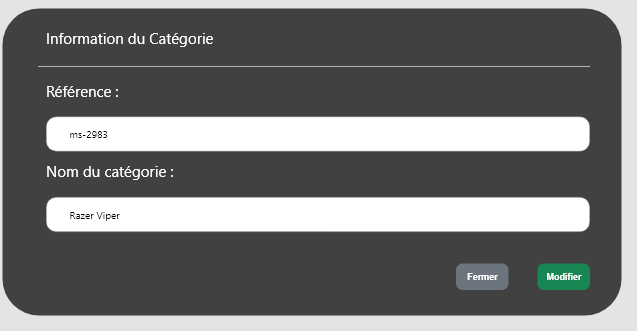 Information du Catégorie
Référence :
ms-2983
Nom du catégorie :
Razer Viper
Fermer
Modifier